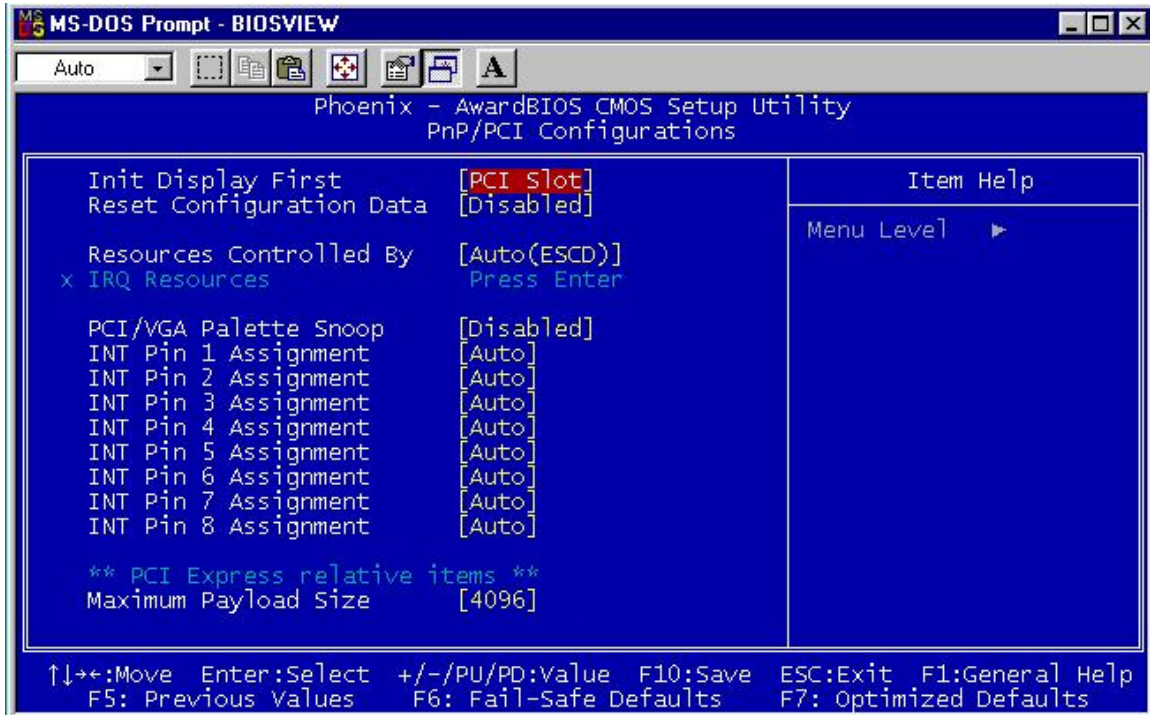 MS-DOS Prompt - BIOSVIEW
Auto
A
Phoenix - AwardBIOS CMOS Setup Utility
PnP/PCI Configurations
Init Display First [PCI Slot]
Reset Configuration Data [Disabled]
Resources Controlled By [Auto(ESCD)]
x IRQ Resources Press Enter
PCI/VGA Palette Snoop [Disabled]
INT Pin 1 Assignment [Auto]
INT Pin 2 Assignment [Auto]
INT Pin 3 Assignment [Auto]
INT Pin 4 Assignment [Auto]
INT Pin 5 Assignment [Auto]
INT Pin 6 Assignment [Auto]
INT Pin 7 Assignment [Auto]
INT Pin 8 Assignment [Auto]
** PCI Express relative items **
Maximum Payload Size [4096]
Item Help
Menu Level ►
↑↓→←:Move Enter:Select +/-/PU/PD:Value F10:Save ESC:Exit F1:General Help
F5: Previous Values F6: Fail-Safe Defaults F7: Optimized Defaults